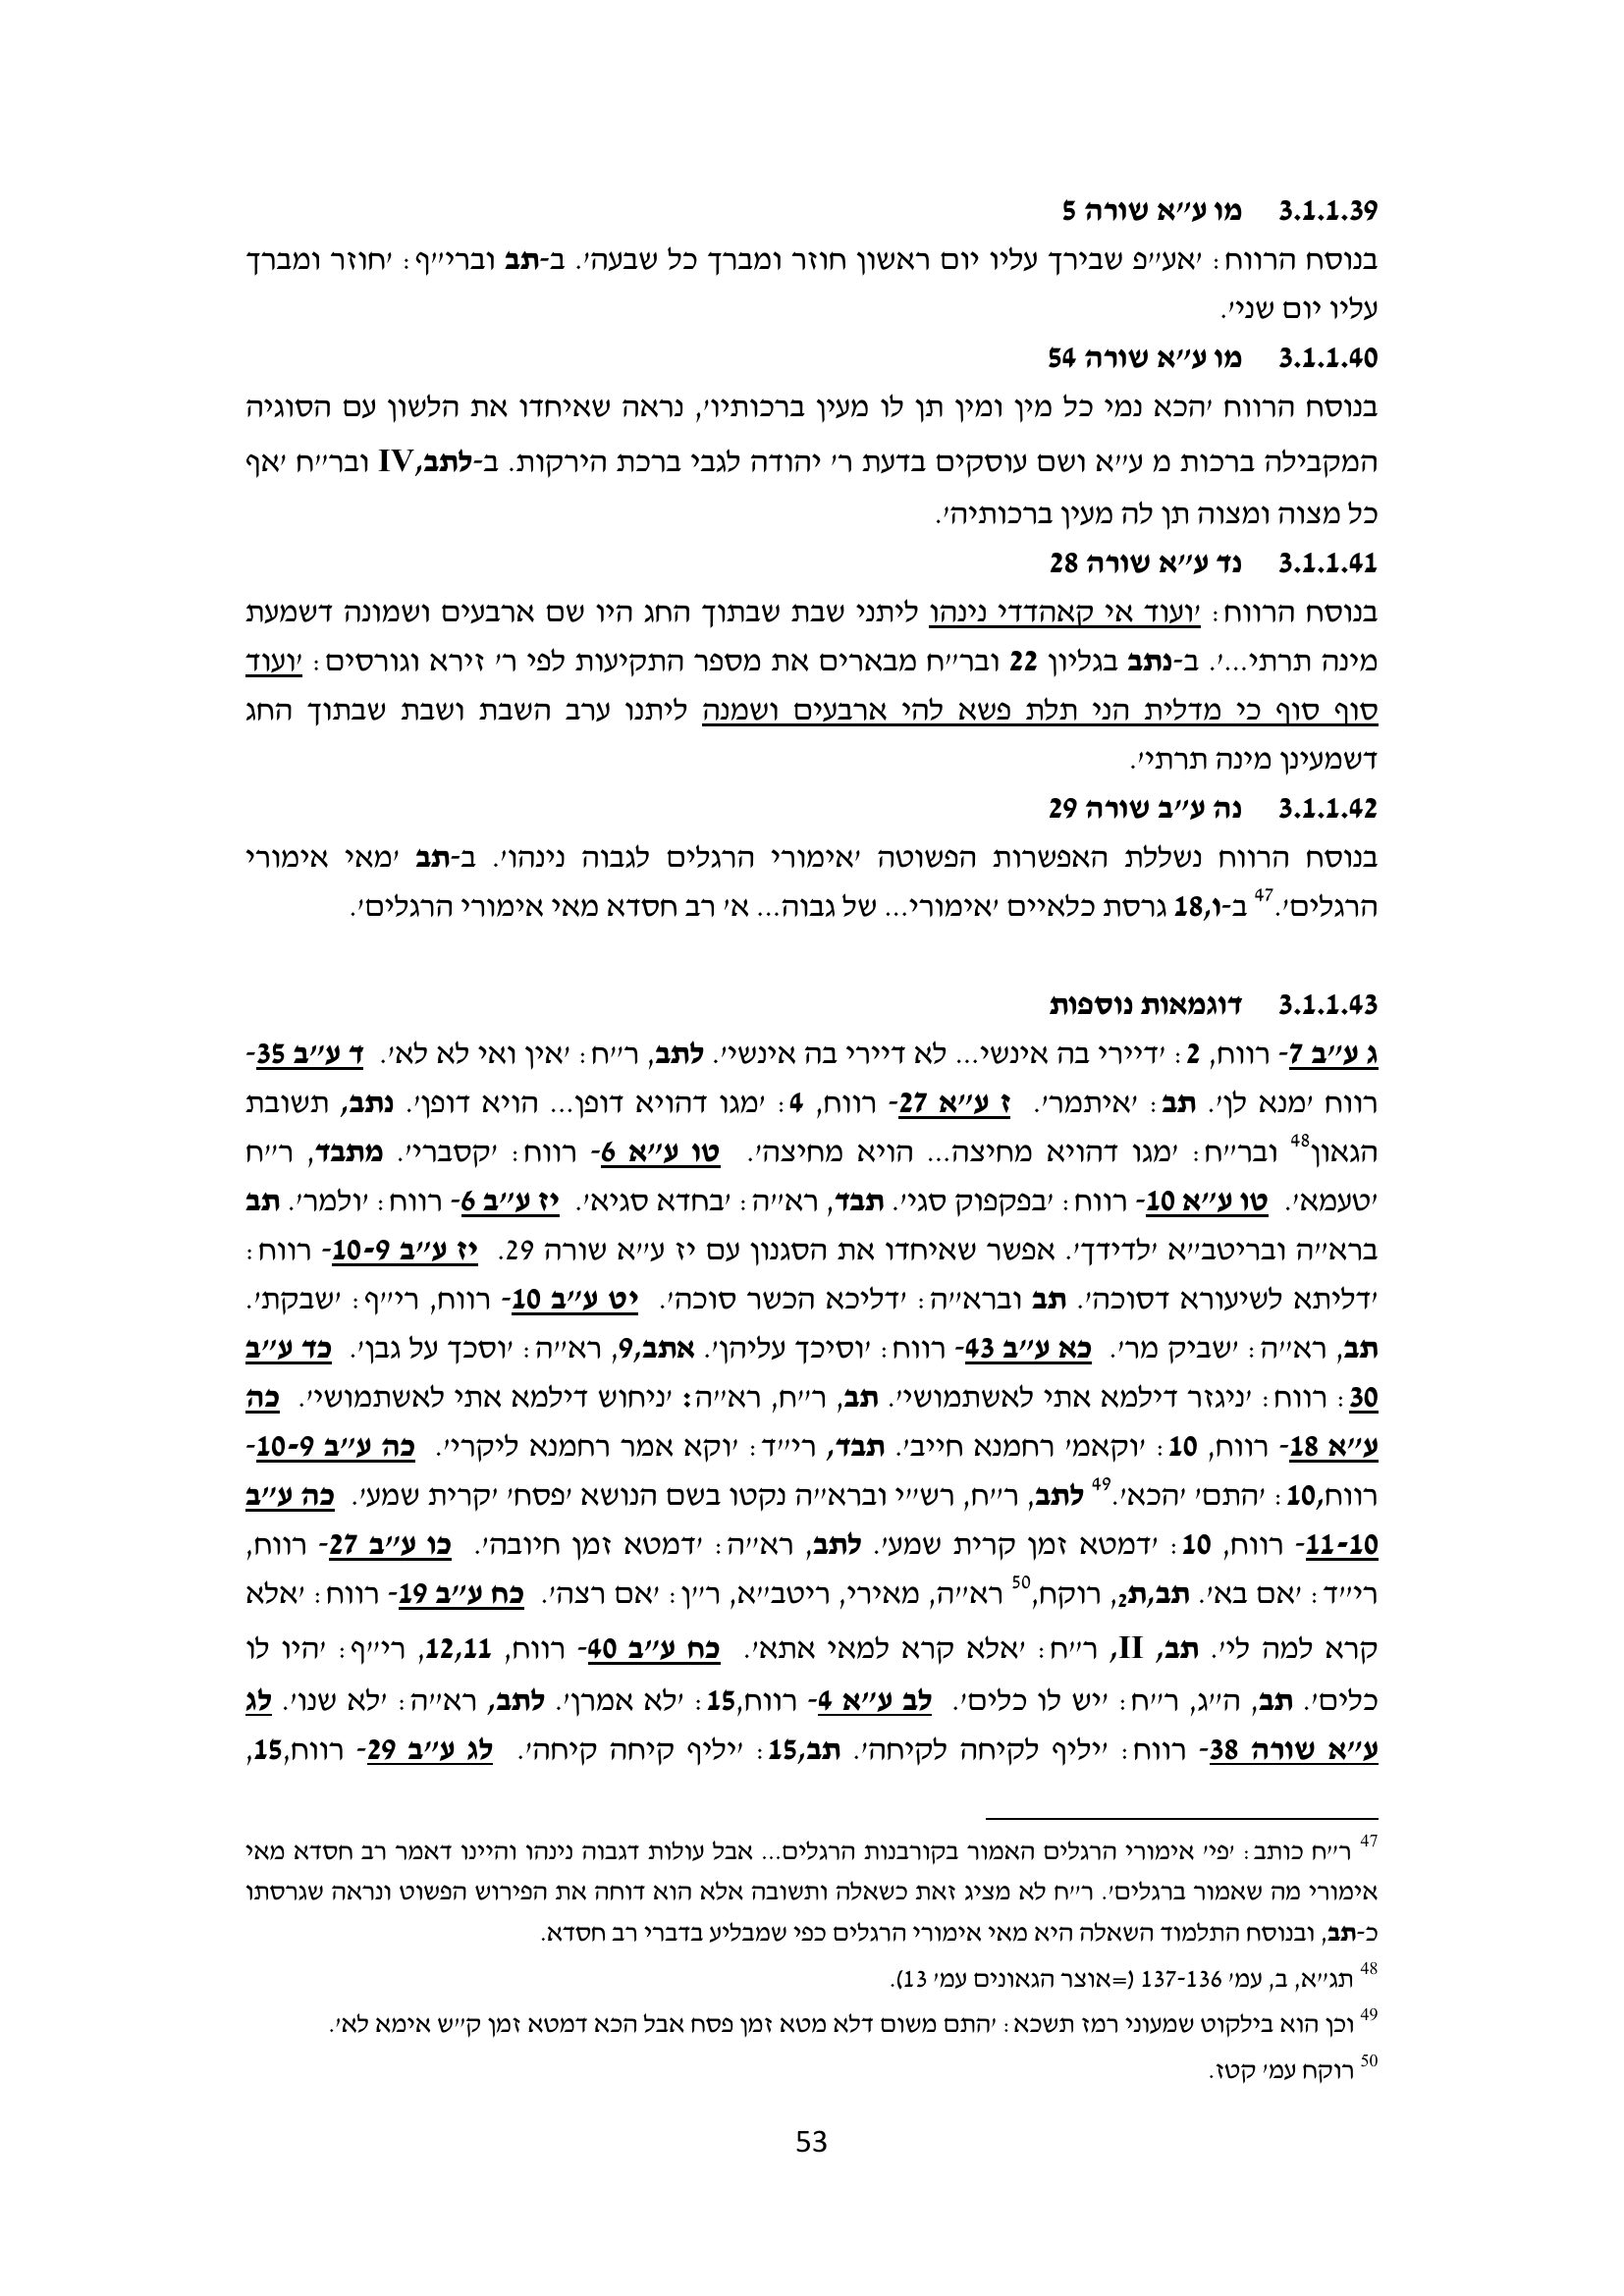 3.1.1.39 מו ע״א שורה 5
בנוסח הרווח: ׳אע״פ שבירך עליו יום ראשון חוזר ומברך כל שבעה׳. ב-תב וברי״ף: ׳חוזר ומברך
עליו יום שני׳.
3.1.1.40 מו ע״א שורה 54
בנוסח הרווח ׳הכא נמי כל מין ומין תן לו מעין ברכותיו׳, נראה שאיחדו את הלשון עם הסוגיה
המקבילה ברכות מ ע״א ושם עוסקים בדעת ר׳ יהודה לגבי ברכת הירקות. ב-לתב,IV ובר״ח ׳אף
כל מצוה ומצוה תן לה מעין ברכותיה׳.
3.1.1.41 נד ע״א שורה 28
בנוסח הרווח: ׳ועוד אי קאהדדי נינהו ליתני שבת שבתוך החג היו שם ארבעים ושמונה דשמעת
מינה תרתי...׳. ב-נתב בגליון 22 ובר״ח מבארים את מספר התקיעות לפי ר׳ זירא וגורסים: ׳ועוד
סוף סוף כי מדלית הני תלת פשא להי ארבעים ושמנה ליתנו ערב השבת ושבת שבתוך החג
דשמעינן מינה תרתי׳.
3.1.1.42 נה ע״ב שורה 29
בנוסח הרווח נשללת האפשרות הפשוטה ׳אימורי הרגלים לגבוה נינהו׳. ב-תב ׳מאי אימורי
הרגלים׳.47 ב-ו,18 גרסת כלאיים ׳אימורי... של גבוה... א׳ רב חסדא מאי אימורי הרגלים׳.
3.1.1.43 דוגמאות נוספות
ג ע״ב 7- רווח, 2: ׳דיירי בה אינשי... לא דיירי בה אינשי׳. לתב, ר״ח: ׳אין ואי לא לא׳. ד ע״ב 35-
רווח ׳מנא לן׳. תב: ׳איתמר׳. ז ע״א 27- רווח, 4: ׳מגו דהויא דופן... הויא דופן׳. נתב, תשובת
הגאון48 ובר״ח: ׳מגו דהויא מחיצה... הויא מחיצה׳. טו ע״א 6- רווח: ׳קסברי׳. מתבד, ר״ח
׳טעמא׳. טו ע״א 10- רווח: ׳בפקפוק סגי׳. תבד, רא״ה: ׳בחדא סגיא׳. יז ע״ב 6- רווח: ׳ולמר׳. תב
ברא״ה ובריטב״א ׳לדידך׳. אפשר שאיחדו את הסגנון עם יז ע״א שורה 29. יז ע״ב 10-9- רווח:
׳דליתא לשיעורא דסוכה׳. תב וברא״ה: ׳דליכא הכשר סוכה׳. יט ע״ב 10- רווח, רי״ף: ׳שבקת׳.
תב, רא״ה: ׳שביק מר׳. כא ע״ב 43- רווח: ׳וסיכך עליהן׳. אתב,9, רא״ה: ׳וסכך על גבן׳. כד ע״ב
30: רווח: ׳ניגזר דילמא אתי לאשתמושי׳. תב, ר״ח, רא״ה: ׳ניחוש דילמא אתי לאשתמושי׳. כה
ע״א 18- רווח, 10: ׳וקאמ׳ רחמנא חייב׳. תבד, רי״ד: ׳וקא אמר רחמנא ליקרי׳. כה ע״ב 10-9-
רווח,10: ׳התם׳ ׳הכא׳.49 לתב, ר״ח, רש״י וברא״ה נקטו בשם הנושא ׳פסח׳ ׳קרית שמע׳. כה ע״ב
11-10- רווח, 10: ׳דמטא זמן קרית שמע׳. לתב, רא״ה: ׳דמטא זמן חיובה׳. כו ע״ב 27- רווח,
רי״ד: ׳אם בא׳. תב,ת2, רוקח,50 רא״ה, מאירי, ריטב״א, ר״ן: ׳אם רצה׳. כח ע״ב 19- רווח: ׳אלא
קרא למה לי׳. תב, II, ר״ח: ׳אלא קרא למאי אתא׳. כח ע״ב 40- רווח, 12,11, רי״ף: ׳היו לו
כלים׳. תב, ה״ג, ר״ח: ׳יש לו כלים׳. לב ע״א 4- רווח,15: ׳לא אמרן׳. לתב, רא״ה: ׳לא שנו׳. לג
ע״א שורה 38- רווח: ׳יליף לקיחה לקיחה׳. תב,15: ׳יליף קיחה קיחה׳. לג ע״ב 29- רווח,15,
47 ר״ח כותב: ׳פי׳ אימורי הרגלים האמור בקורבנות הרגלים... אבל עולות דגבוה נינהו והיינו דאמר רב חסדא מאי
אימורי מה שאמור ברגלים׳. ר״ח לא מציג זאת כשאלה ותשובה אלא הוא דוחה את הפירוש הפשוט ונראה שגרסתו
כ-תב, ובנוסח התלמוד השאלה היא מאי אימורי הרגלים כפי שמבליע בדברי רב חסדא.
48 תג״א, ב, עמ׳ 137-136 (=אוצר הגאונים עמ׳ 13).
49 וכן הוא בילקוט שמעוני רמז תשכא: ׳התם משום דלא מטא זמן פסח אבל הכא דמטא זמן ק״ש אימא לא׳.
50 רוקח עמ׳ קטז.
53